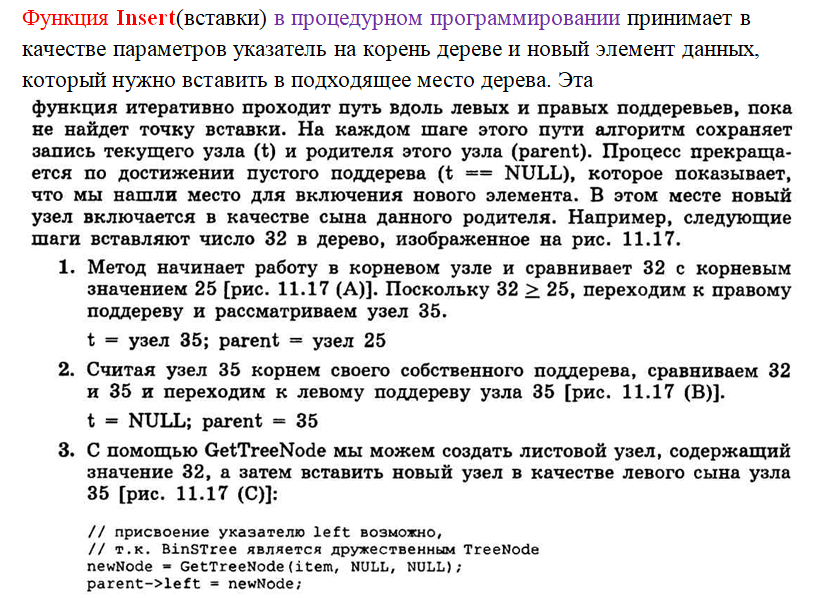 Функция Insert(вставки) в процедурном программировании принимает в
качестве параметров указатель на корень дереве и новый элемент данных,
который нужно вставить в подходящее место дерева. Эта
функция итеративно проходит путь вдоль левых и правых поддеревьев, пока
не найдет точку вставки. На каждом шаге этого пути алгоритм сохраняет
запись текущего узла (t) и родителя этого узла (parent). Процесс прекраща-
ется по достижении пустого поддерева (t == NULL), которое показывает,
что мы нашли место для включения нового элемента. В этом месте новый
узел включается в качестве сына данного родителя. Например, следующие
шаги вставляют число 32 в дерево, изображенное на рис. 11.17.
1. Метод начинает работу в корневом узле и сравнивает 32 с корневым
значением 25 [рис. 11.17 (A)]. Поскольку 32 ≥ 25, переходим к правому
поддереву и рассматриваем узел 35.
t = узел 35; parent = узел 25
2. Считая узел 35 корнем своего собственного поддерева, сравниваем 32
и 35 и переходим к левому поддереву узла 35 [рис. 11.17 (B)].
t = NULL; parent = 35
3. С помощью GetTreeNode мы можем создать листовой узел, содержащий
значение 32, а затем вставить новый узел в качестве левого сына узла
35 [рис. 11.17 (C)]:
// присвоение указателю left возможно,
// т.к. BinSTree является дружественным TreeNode
newNode = GetTreeNode(item, NULL, NULL);
parent->left = newNode;